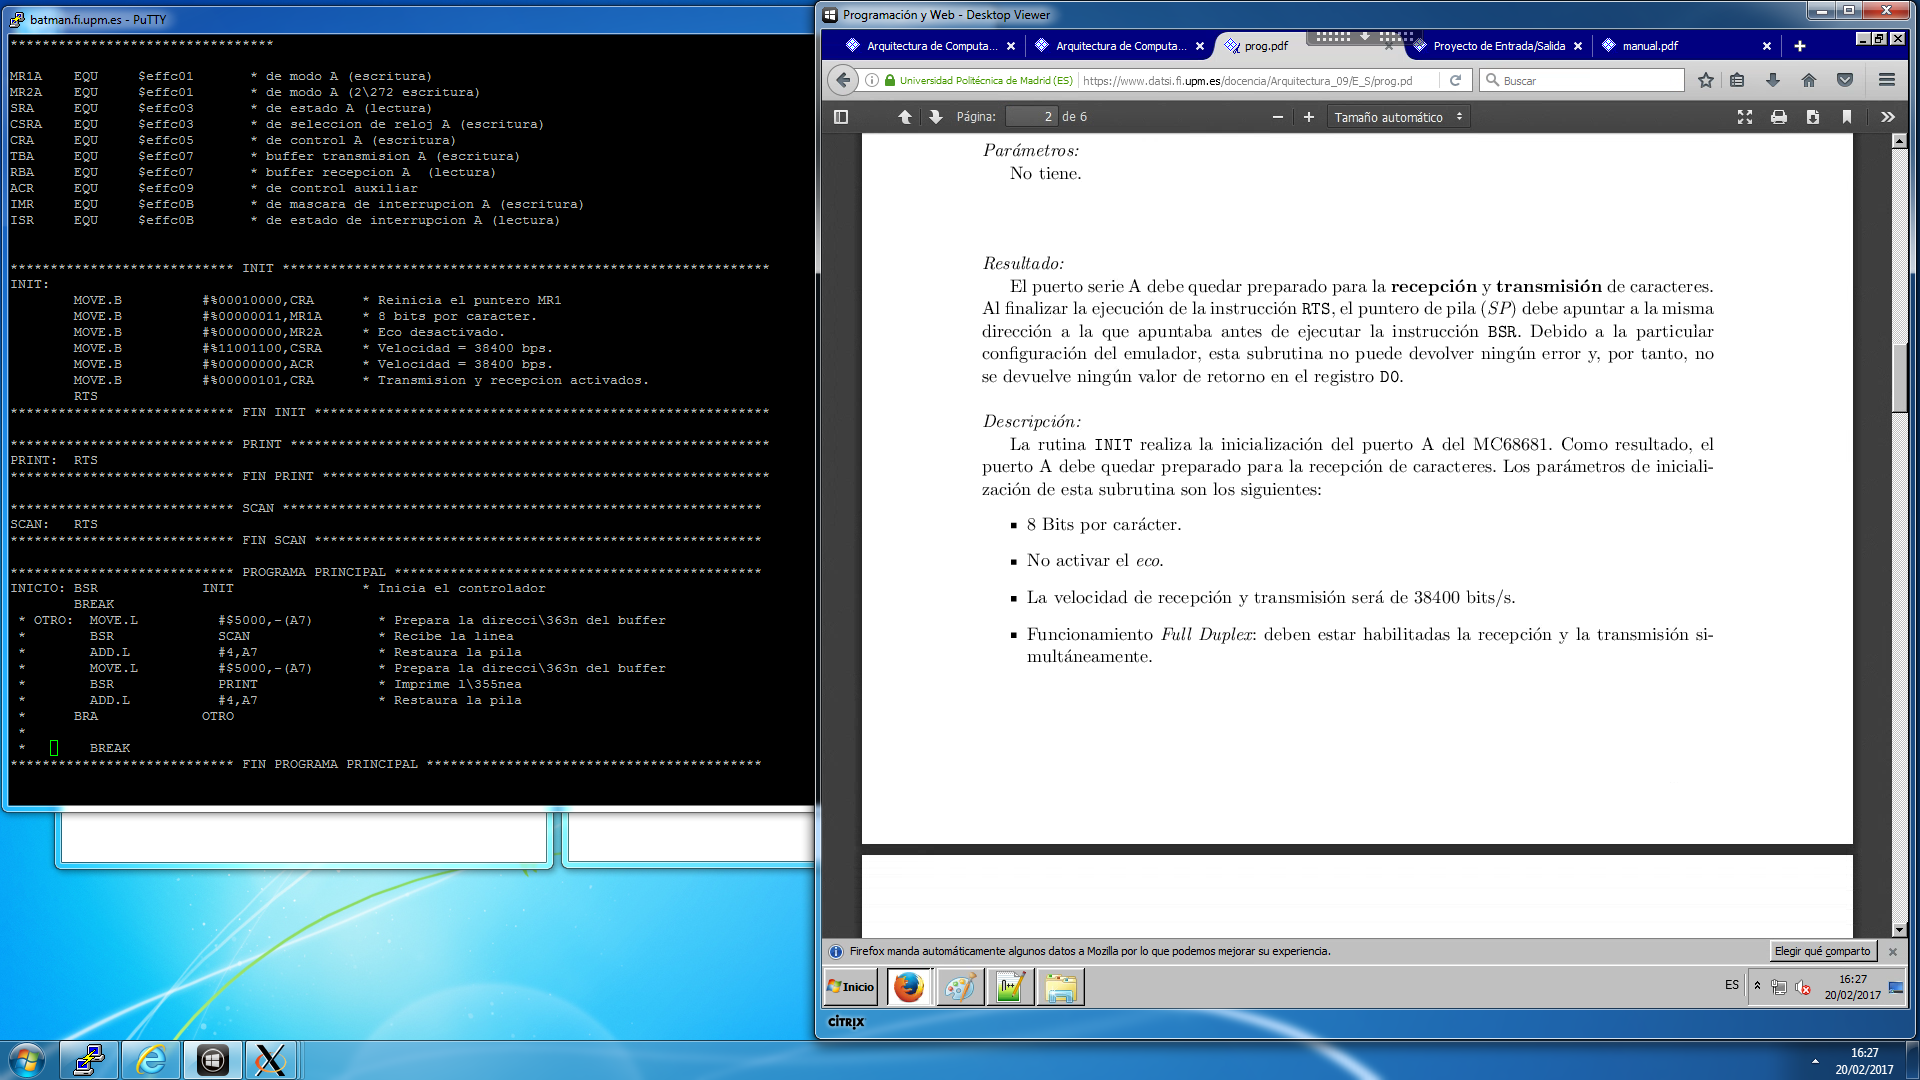 batman.fi.upm.es - PuTTY
*********************************
MR1A    EQU     $effc01       * de modo A (escritura)
MR2A    EQU     $effc01       * de modo A (2\272 escritura)
SRA     EQU     $effc03       * de estado A (lectura)
CSRA    EQU     $effc03       * de seleccion de reloj A (escritura)
CRA     EQU     $effc05       * de control A (escritura)
TBA     EQU     $effc07       * buffer transmision A (escritura)
RBA     EQU     $effc07       * buffer recepcion A  (lectura)
ACR     EQU     $effc09       * de control auxiliar
IMR     EQU     $effc0B       * de mascara de interrupcion A (escritura)
ISR     EQU     $effc0B       * de estado de interrupcion A (lectura)
**************************** INIT *************************************************************
INIT:
        MOVE.B          #%00010000,CRA      * Reinicia el puntero MR1
        MOVE.B          #%00000011,MR1A     * 8 bits por caracter.
        MOVE.B          #%00000000,MR2A     * Eco desactivado.
        MOVE.B          #%11001100,CSRA     * Velocidad = 38400 bps.
        MOVE.B          #%00000000,ACR      * Velocidad = 38400 bps.
        MOVE.B          #%00000101,CRA      * Transmision y recepcion activados.
        RTS
**************************** FIN INIT *********************************************************
**************************** PRINT ************************************************************
PRINT:  RTS
**************************** FIN PRINT ********************************************************
**************************** SCAN ************************************************************
SCAN:   RTS
**************************** FIN SCAN ********************************************************
**************************** PROGRAMA PRINCIPAL **********************************************
INICIO: BSR             INIT                * Inicia el controlador
        BREAK
 * OTRO:  MOVE.L          #$5000,-(A7)        * Prepara la direcci\363n del buffer
 *        BSR             SCAN                * Recibe la linea
 *        ADD.L           #4,A7               * Restaura la pila
 *        MOVE.L          #$5000,-(A7)        * Prepara la direcci\363n del buffer
 *        BSR             PRINT               * Imprime l\355nea
 *        ADD.L           #4,A7               * Restaura la pila
 *      BRA             OTRO
 *
 *        BREAK
**************************** FIN PROGRAMA PRINCIPAL ******************************************
Programación y Web - Desktop Viewer
Arquitectura de Computa... Arquitectura de Computa... prog.pdf Proyecto de Entrada/Salida manual.pdf
Universidad Politécnica de Madrid (ES) https://www.datsi.fi.upm.es/docencia/Arquitectura_09/E_S/prog.pd Buscar
Página: 2 de 6 Tamaño automático
Parámetros:
No tiene.
Resultado:
El puerto serie A debe quedar preparado para la recepción y transmisión de caracteres.
Al finalizar la ejecución de la instrucción RTS, el puntero de pila (SP) debe apuntar a la misma
dirección a la que apuntaba antes de ejecutar la instrucción BSR. Debido a la particular
configuración del emulador, esta subrutina no puede devolver ningún error y, por tanto, no
se devuelve ningún valor de retorno en el registro D0.
Descripción:
La rutina INIT realiza la inicialización del puerto A del MC68681. Como resultado, el
puerto A debe quedar preparado para la recepción de caracteres. Los parámetros de iniciali-
zación de esta subrutina son los siguientes:
▪ 8 Bits por carácter.
▪ No activar el eco.
▪ La velocidad de recepción y transmisión será de 38400 bits/s.
▪ Funcionamiento Full Duplex: deben estar habilitadas la recepción y la transmisión si-
multáneamente.
Firefox manda automáticamente algunos datos a Mozilla por lo que podemos mejorar su experiencia. Elegir qué comparto
Inicio ES 16:27
20/02/2017
CITRIX
16:27
20/02/2017